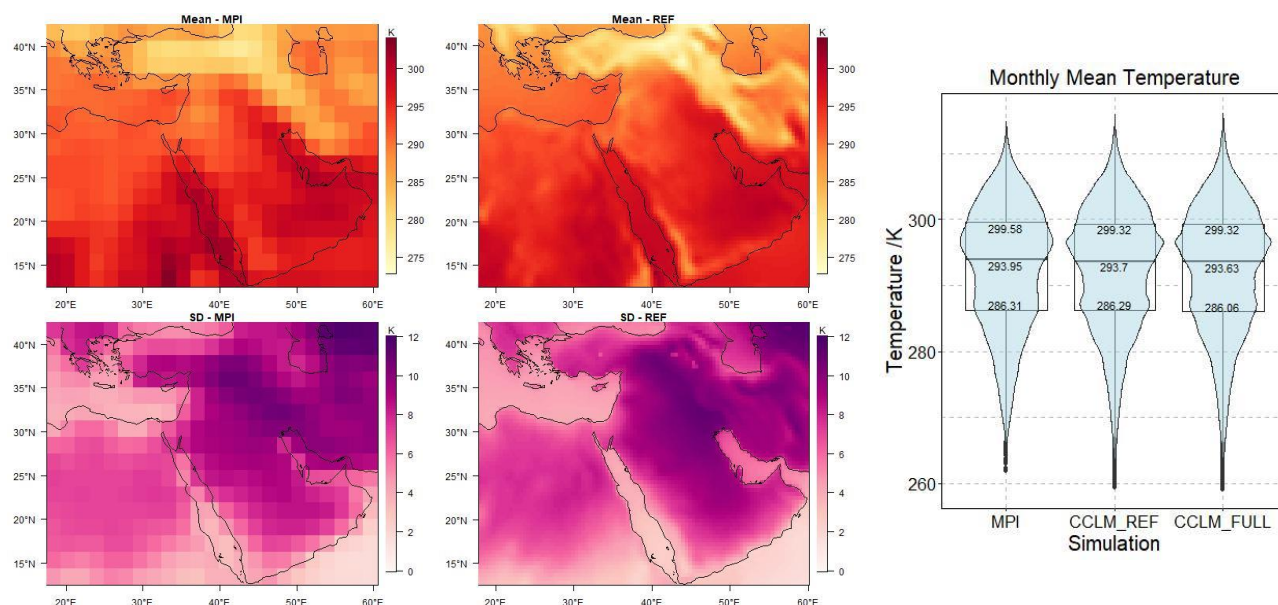 Mean - MPI
K
40°N
35°N
30°N
25°N
20°N
15°N
300
295
290
285
280
275
20°E
30°E
40°E
50°E
60°E
Mean - REF
K
40°N
35°N
30°N
25°N
20°N
15°N
300
295
290
285
280
275
20°E
30°E
40°E
50°E
60°E
SD - MPI
K
40°N
35°N
30°N
25°N
20°N
15°N
12
10
8
6
4
2
0
20°E
30°E
40°E
50°E
60°E
SD - REF
K
40°N
35°N
30°N
25°N
20°N
15°N
12
10
8
6
4
2
0
20°E
30°E
40°E
50°E
60°E
Monthly Mean Temperature
Temperature /K
300
280
260
299.58
293.95
286.31
299.32
293.7
286.29
299.32
293.63
286.06
MPI
CCLM_REF
CCLM_FULL
Simulation